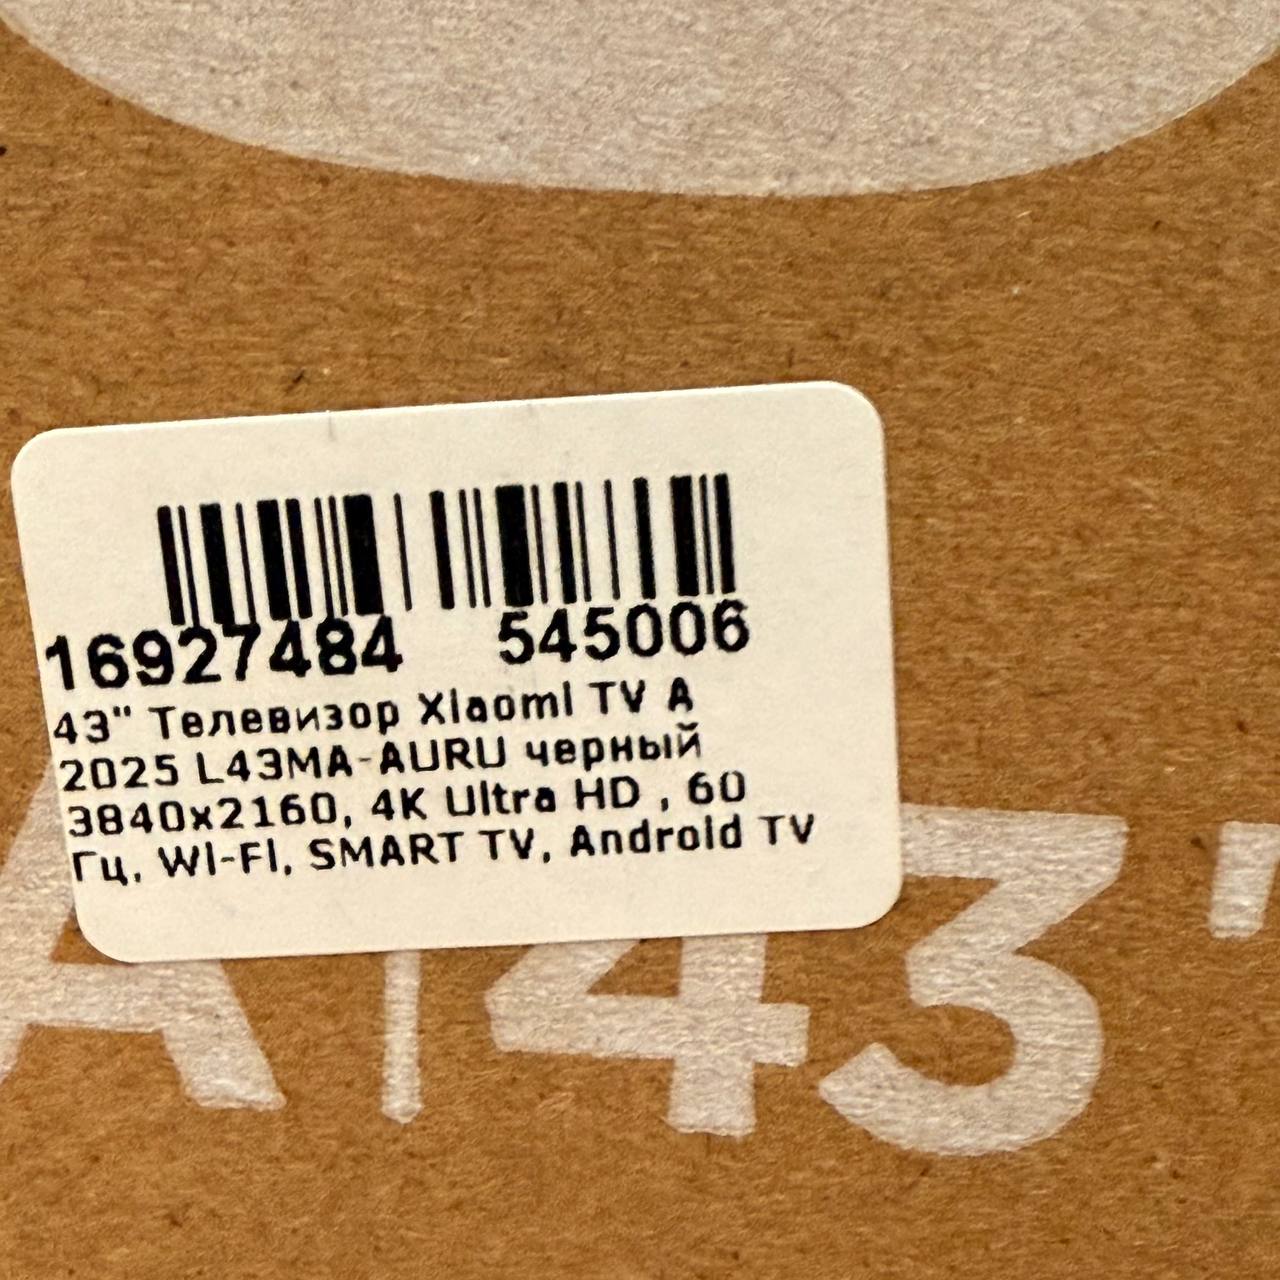 16927484 545006
43" Телевизор Xiaomi TV A
2025 L43MA-AURU черный
3840x2160, 4K Ultra HD , 60
Гц, Wi-Fi, SMART TV, Android TV
A 43"